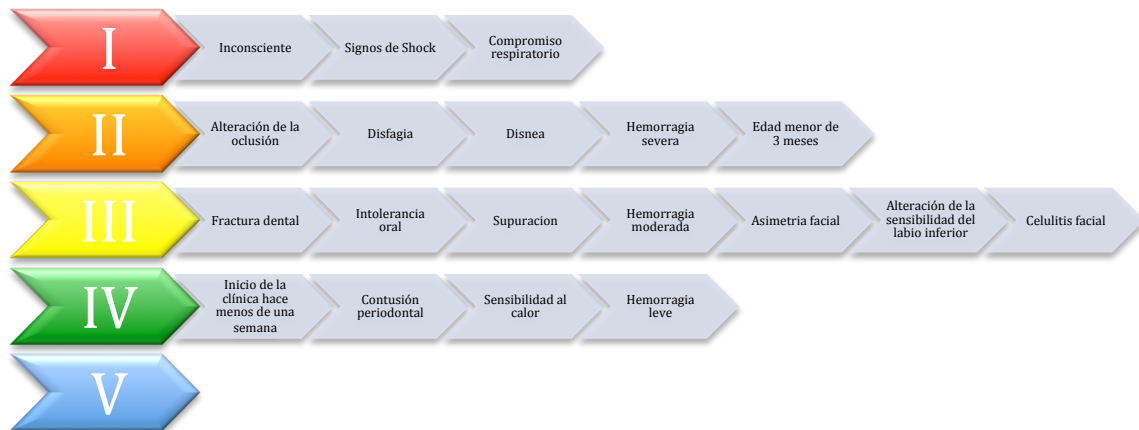 I
Inconsciente
Signos de Shock
Compromiso
respiratorio
II
Alteración de la
oclusión
Disfagia
Disnea
Hemorragia
severa
Edad menor de
3 meses
III
Fractura dental
Intolerancia
oral
Supuracion
Hemorragia
moderada
Asimetria facial
Alteración de la
sensibilidad del
labio inferior
Celulitis facial
IV
Inicio de la
clínica hace
menos de una
semana
Contusión
periodontal
Sensibilidad al
calor
Hemorragia
leve
V